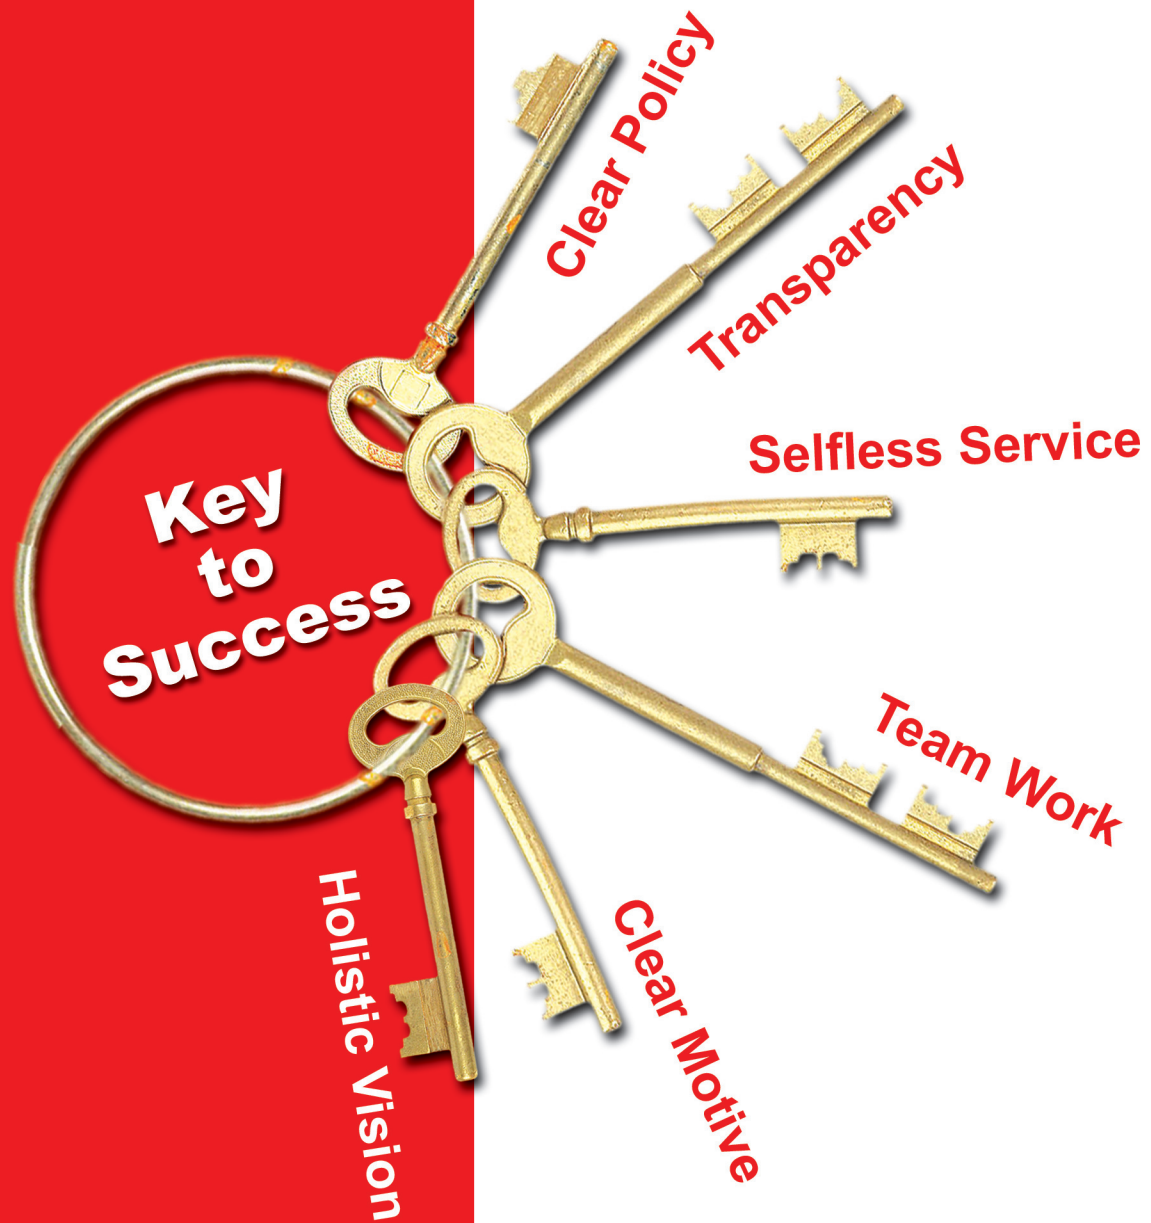 Key
to
Success
Clear Policy
Transparency
Selfless Service
Team Work
Clear Motive
Holistic Vision